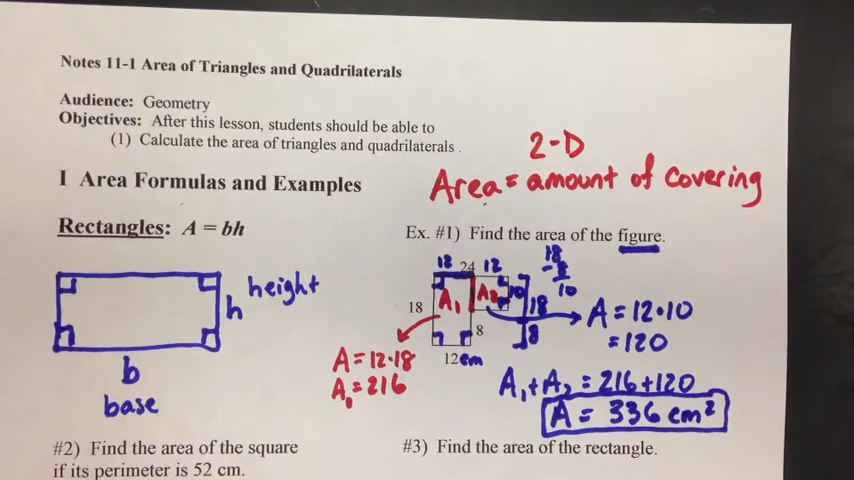 Notes 11-1 Area of Triangles and Quadrilaterals
Audience: Geometry
Objectives: After this lesson, students should be able to
(1) Calculate the area of triangles and quadrilaterals .
2-D
Area = amount of covering
I Area Formulas and Examples
Rectangles: A = bh
h height
b
base
Ex. #1) Find the area of the figure.
18
- 8
10
12 24 12
18
A₁
10
18
8
8
12cm
A = 12·18
= 216
A = 12·10
= 120
A₁+A₂ = 216+120
A = 336 cm²
#2) Find the area of the square
if its perimeter is 52 cm.
#3) Find the area of the rectangle.